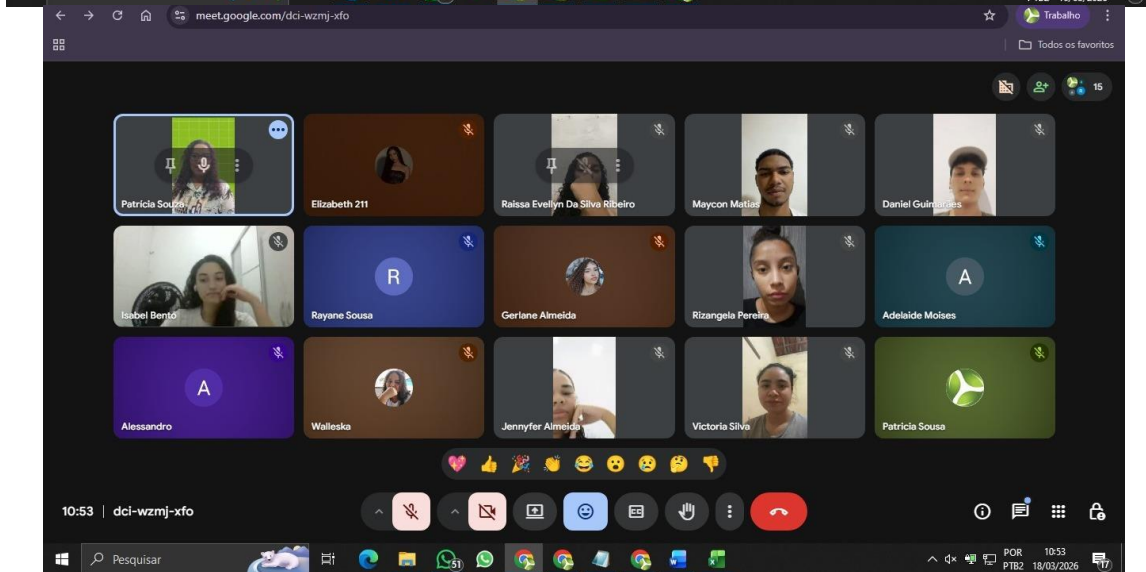 meet.google.com/dci-wzmj-xfo
Trabalho
Todos os favoritos
15
Patrícia Souza
Elizabeth 211
Raissa Evellyn Da Silva Ribeiro
Maycon Matias
Daniel Guimarães
Isabel Bento
R
Rayane Sousa
Gerlane Almeida
Rizangela Pereira
A
Adelaide Moises
A
Alessandro
Walleska
Jennyfer Almeida
Victoria Silva
Patricia Sousa
10:53 | dci-wzmj-xfo
CC
Pesquisar
51
POR 10:53
PTB2 18/03/2026
17